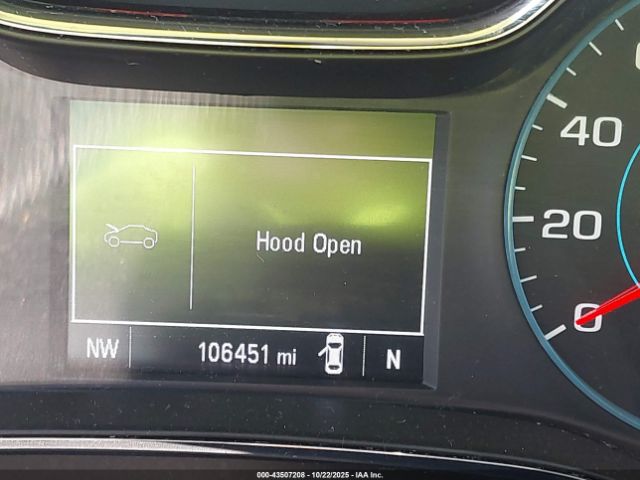 40
Hood Open
20
0
NW 106451 mi N
000-43507208 - 10/22/2025 - IAA Inc.